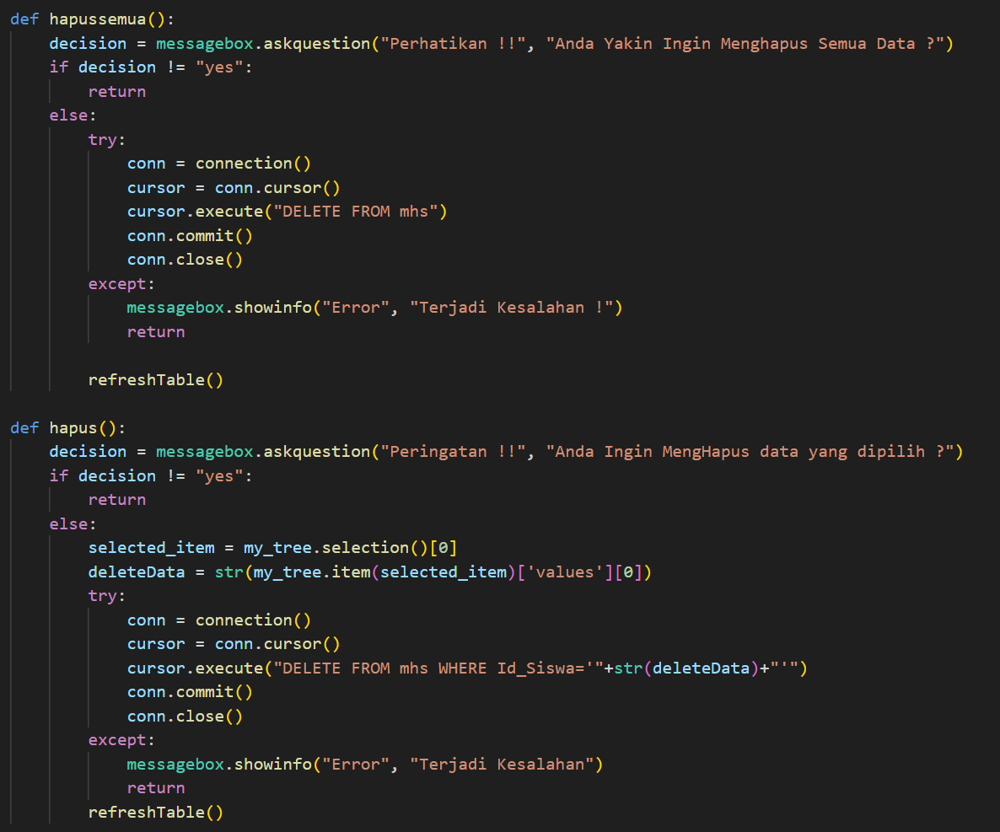 def hapussemua():
    decision = messagebox.askquestion("Perhatikan !!", "Anda Yakin Ingin Menghapus Semua Data ?")
    if decision != "yes":
        return
    else:
        try:
            conn = connection()
            cursor = conn.cursor()
            cursor.execute("DELETE FROM mhs")
            conn.commit()
            conn.close()
        except:
            messagebox.showinfo("Error", "Terjadi Kesalahan !")
            return

        refreshTable()

def hapus():
    decision = messagebox.askquestion("Peringatan !!", "Anda Ingin MengHapus data yang dipilih ?")
    if decision != "yes":
        return
    else:
        selected_item = my_tree.selection()[0]
        deleteData = str(my_tree.item(selected_item)['values'][0])
        try:
            conn = connection()
            cursor = conn.cursor()
            cursor.execute("DELETE FROM mhs WHERE Id_Siswa='"+str(deleteData)+"'")
            conn.commit()
            conn.close()
        except:
            messagebox.showinfo("Error", "Terjadi Kesalahan")
            return
        refreshTable()